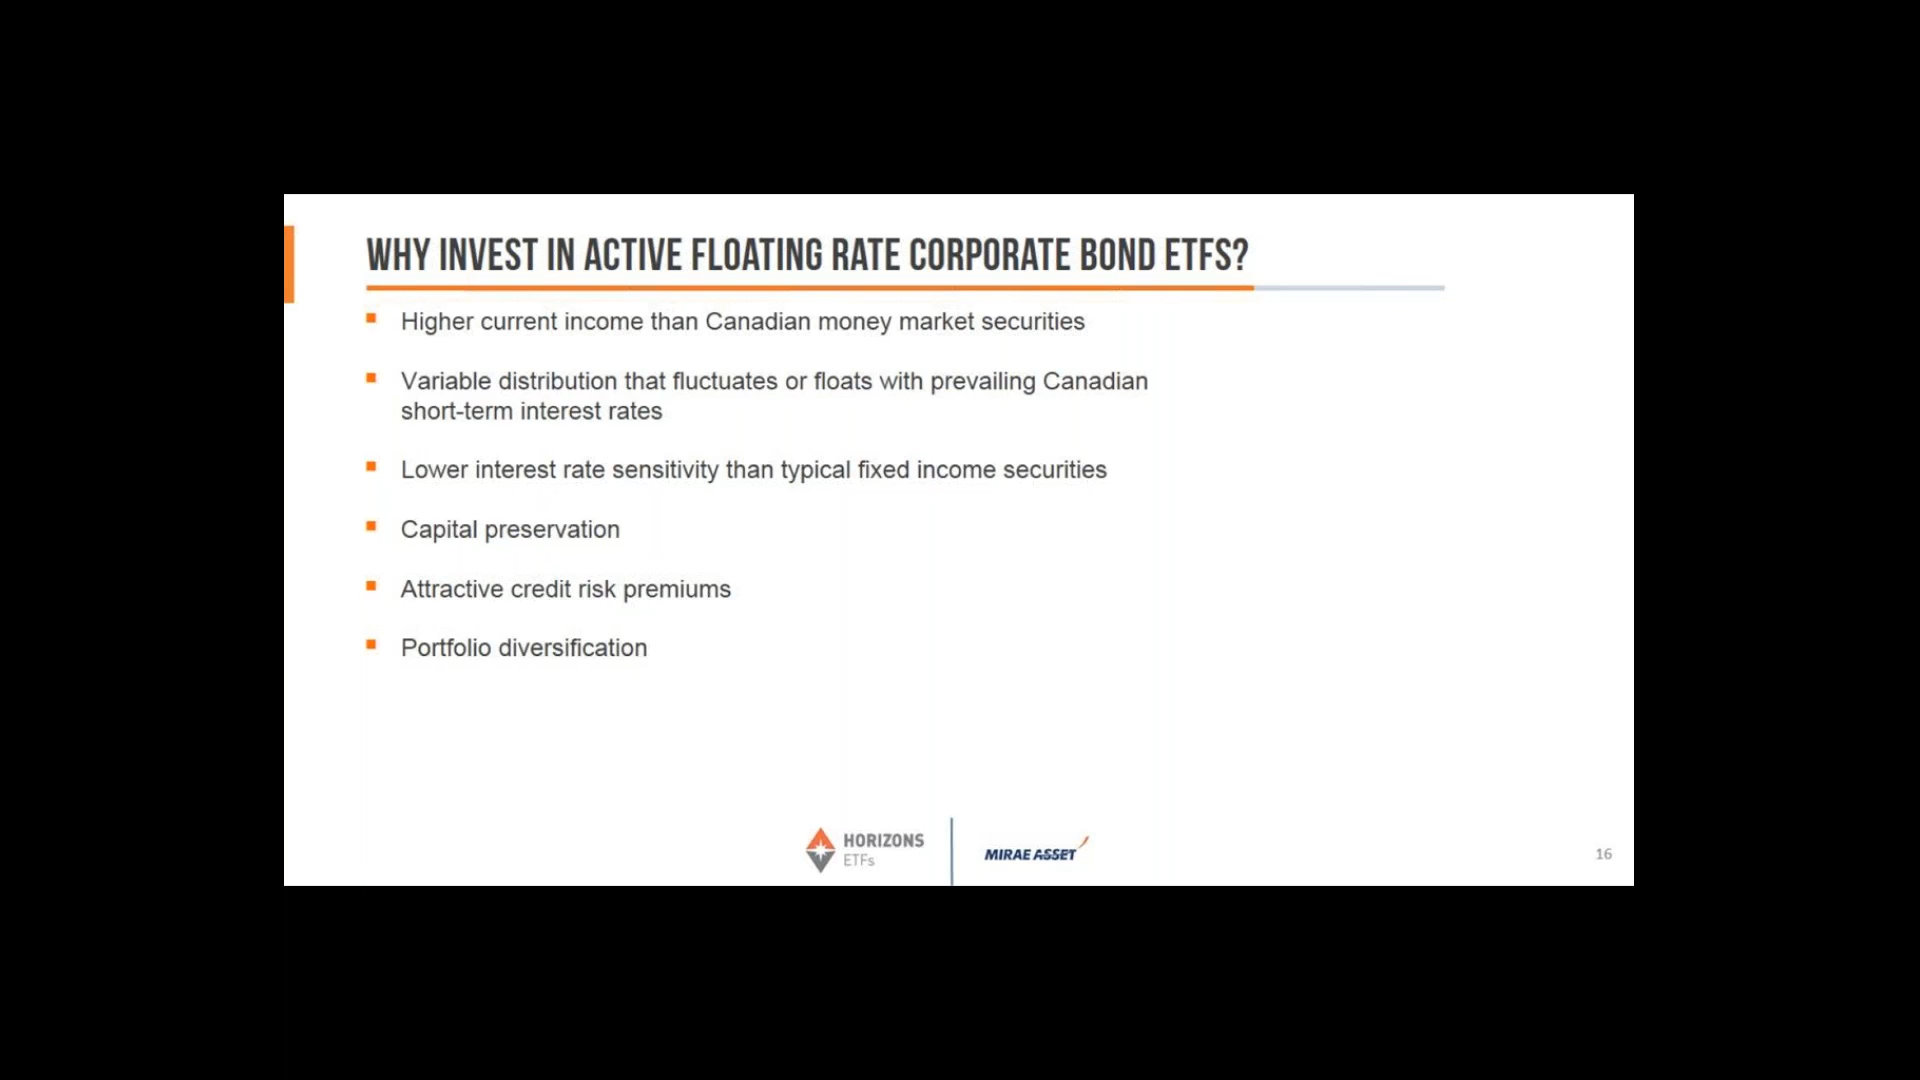 WHY INVEST IN ACTIVE FLOATING RATE CORPORATE BOND ETFS?
Higher current income than Canadian money market securities
Variable distribution that fluctuates or floats with prevailing Canadian
short-term interest rates
Lower interest rate sensitivity than typical fixed income securities
Capital preservation
Attractive credit risk premiums
Portfolio diversification
HORIZONS
ETFs
MIRAE ASSET
16